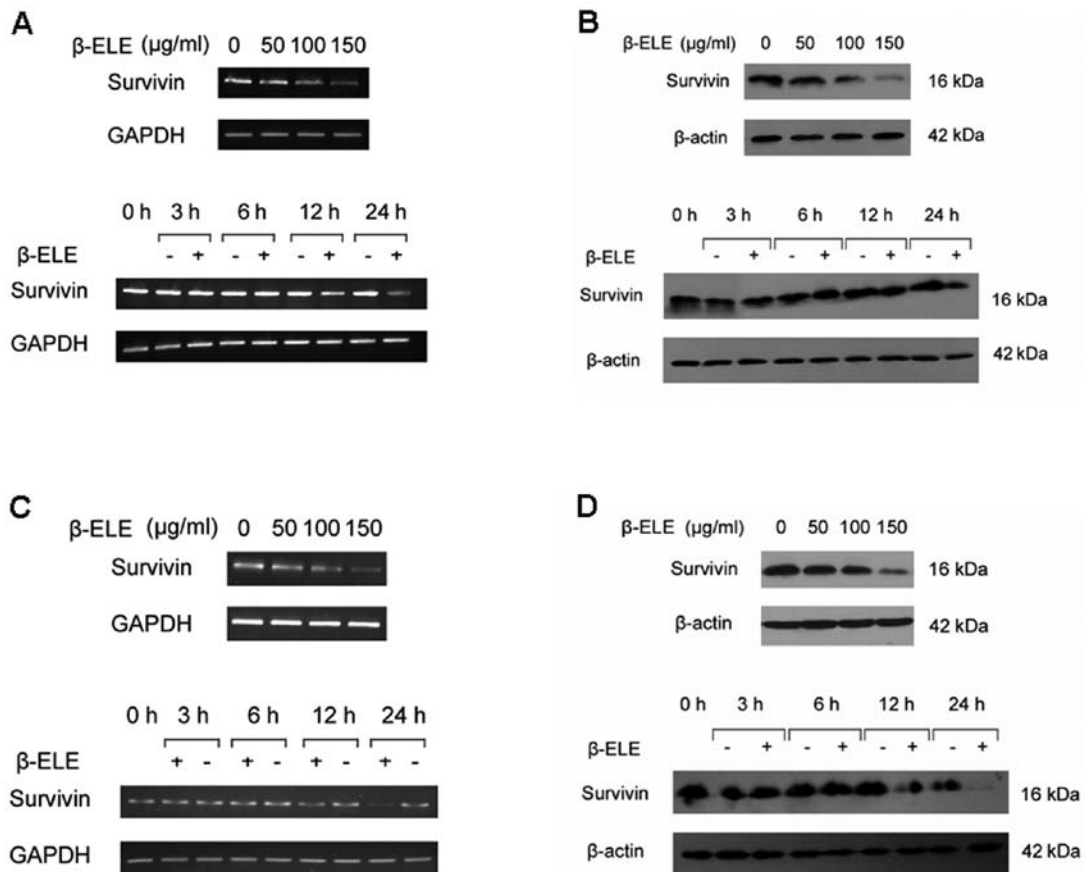 A
β-ELE (μg/ml) 0 50 100 150
Survivin
GAPDH
0 h 3 h 6 h 12 h 24 h
β-ELE - + - + - + - +
Survivin
GAPDH
B
β-ELE (μg/ml) 0 50 100 150
Survivin 16 kDa
β-actin 42 kDa
0 h 3 h 6 h 12 h 24 h
β-ELE - + - + - + - +
Survivin 16 kDa
β-actin 42 kDa
C
β-ELE (μg/ml) 0 50 100 150
Survivin
GAPDH
0 h 3 h 6 h 12 h 24 h
β-ELE + - + - + - + -
Survivin
GAPDH
D
β-ELE (μg/ml) 0 50 100 150
Survivin 16 kDa
β-actin 42 kDa
0 h 3 h 6 h 12 h 24 h
β-ELE - + - + - + - +
Survivin 16 kDa
β-actin 42 kDa